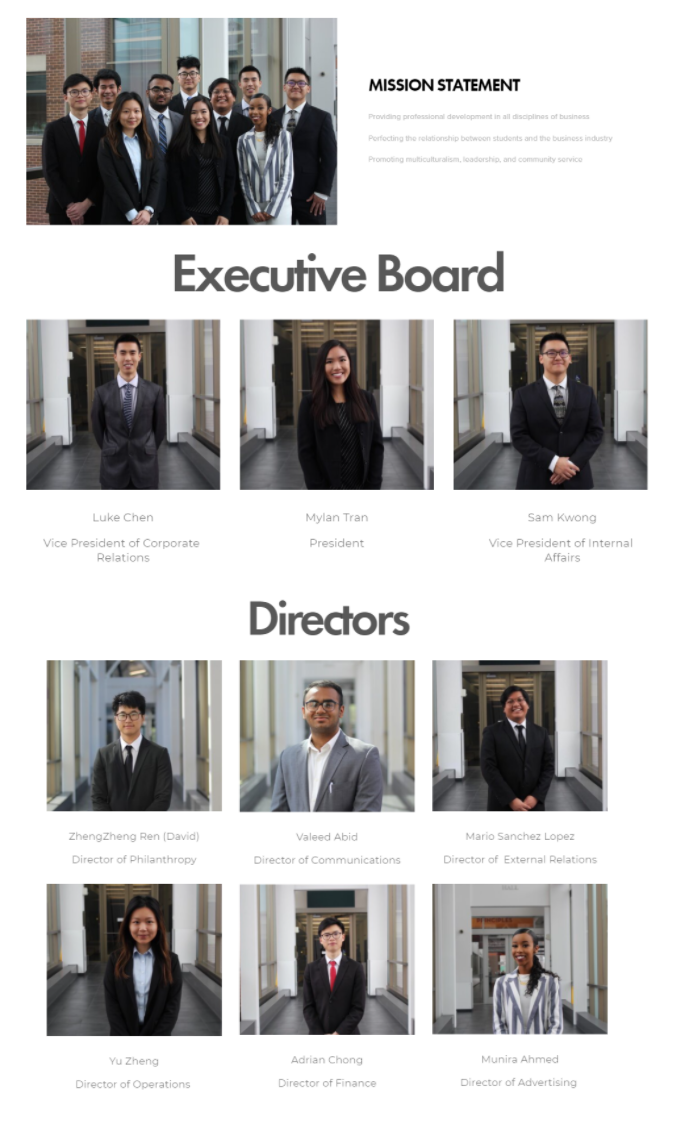 MISSION STATEMENT
Providing professional development in all disciplines of business
Perfecting the relationship between students and the business industry
Promoting multiculturalism, leadership, and community service
Executive Board
Luke Chen
Vice President of Corporate
Relations
Mylan Tran
President
Sam Kwong
Vice President of Internal
Affairs
Directors
ZhengZheng Ren (David)
Director of Philanthropy
Valeed Abid
Director of Communications
Mario Sanchez Lopez
Director of  External Relations
Yu Zheng
Director of Operations
Adrian Chong
Director of Finance
Munira Ahmed
Director of Advertising